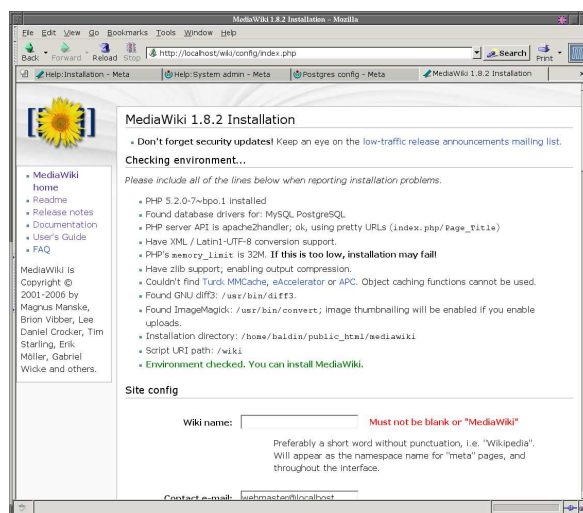 MediaWiki 1.8.2 Installation - Mozilla
File Edit View Go Bookmarks Tools Window Help
Back Forward Reload Stop http://localhost/wiki/config/index.php Search Print
Help:Installation - Meta Help:System admin - Meta Postgres config - Meta MediaWiki 1.8.2 Installation
MediaWiki
home
Readme
Release notes
Documentation
User's Guide
FAQ
MediaWiki is
Copyright ©
2001-2006 by
Magnus Manske,
Brion Vibber, Lee
Daniel Crocker, Tim
Starling, Erik
Möller, Gabriel
Wicke and others.
MediaWiki 1.8.2 Installation
Don't forget security updates! Keep an eye on the low-traffic release announcements mailing list.
Checking environment...
Please include all of the lines below when reporting installation problems.
PHP 5.2.0-7~bpo.1 installed
Found database drivers for: MySQL PostgreSQL
PHP server API is apache2handler; ok, using pretty URLs (index.php/Page_Title)
Have XML / Latin1-UTF-8 conversion support.
PHP's memory_limit is 32M. If this is too low, installation may fail!
Have zlib support; enabling output compression.
Couldn't find Turck MMCache, eAccelerator or APC. Object caching functions cannot be used.
Found GNU diff3: /usr/bin/diff3.
Found ImageMagick: /usr/bin/convert; image thumbnailing will be enabled if you enable
uploads.
Installation directory: /home/baldin/public_html/mediawiki
Script URI path: /wiki
Environment checked. You can install MediaWiki.
Site config
Wiki name: Must not be blank or "MediaWiki"
Preferably a short word without punctuation, i.e. "Wikipedia".
Will appear as the namespace name for "meta" pages, and
throughout the interface.
Contact e-mail: webmaster@localhost